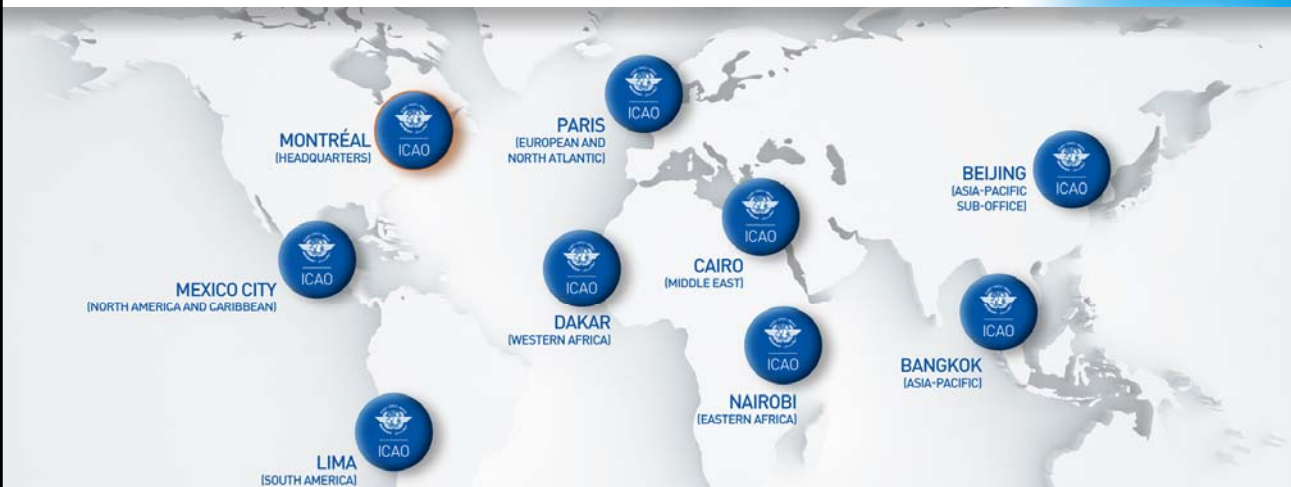 MONTRÉAL
(HEADQUARTERS)
ICAO
PARIS
(EUROPEAN AND
NORTH ATLANTIC)
ICAO
BEIJING
(ASIA-PACIFIC
SUB-OFFICE)
ICAO
MEXICO CITY
(NORTH AMERICA AND CARIBBEAN)
ICAO
DAKAR
(WESTERN AFRICA)
ICAO
CAIRO
(MIDDLE EAST)
ICAO
NAIROBI
(EASTERN AFRICA)
ICAO
BANGKOK
(ASIA-PACIFIC)
ICAO
LIMA
(SOUTH AMERICA)
ICAO